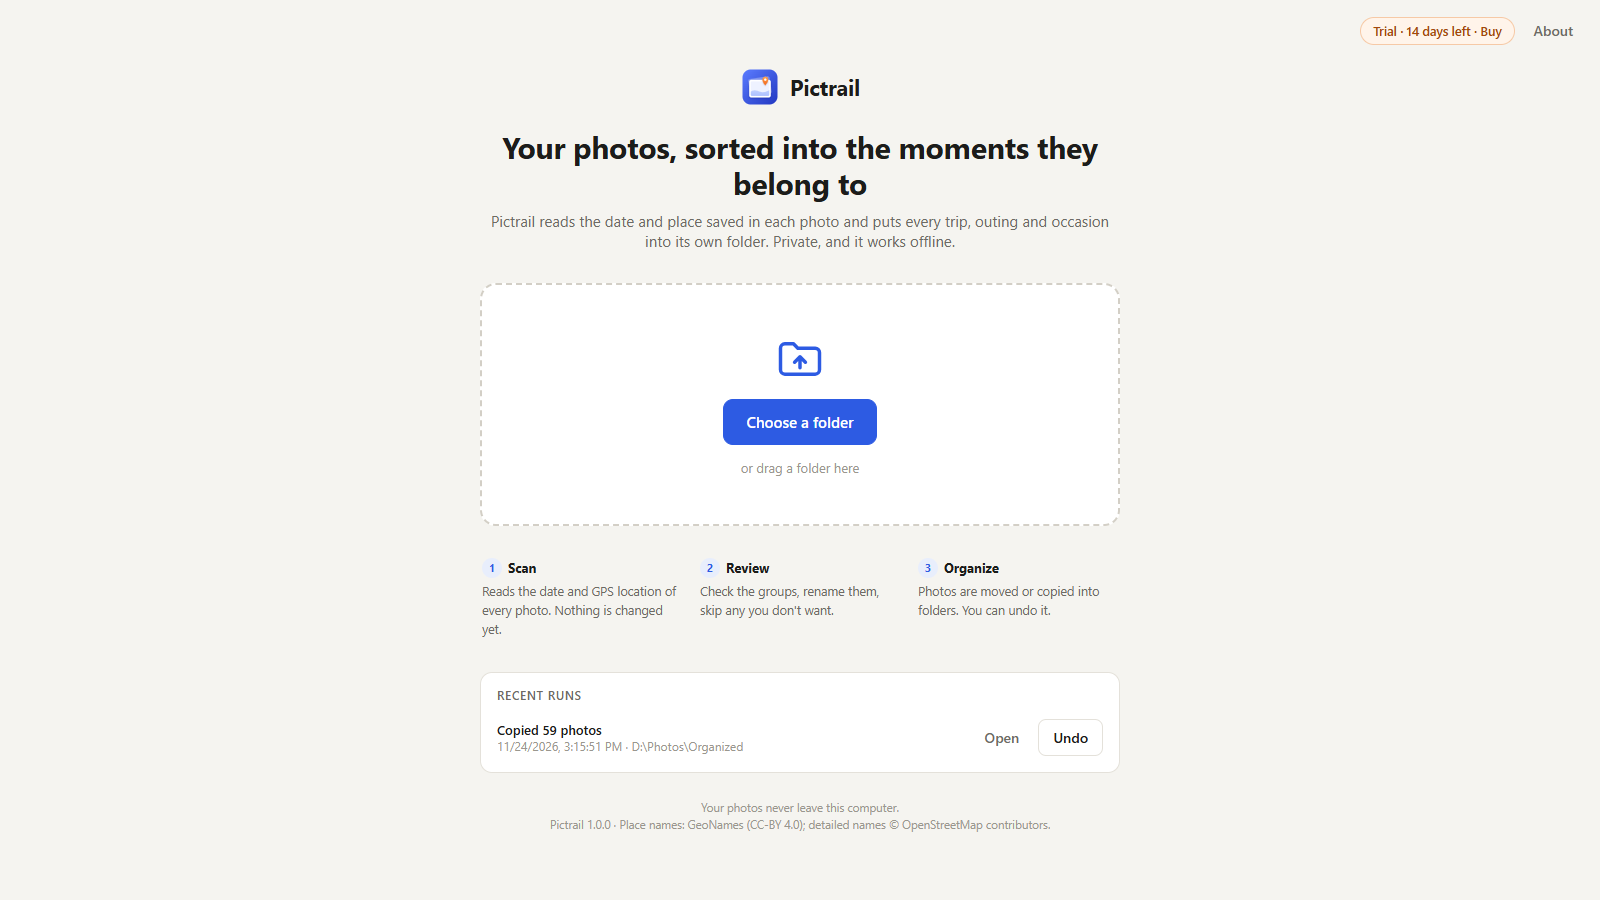 Trial · 14 days left · Buy
About
Pictrail
Your photos, sorted into the moments they
belong to
Pictrail reads the date and place saved in each photo and puts every trip, outing and occasion
into its own folder. Private, and it works offline.
Choose a folder
or drag a folder here
1 Scan
Reads the date and GPS location of
every photo. Nothing is changed
yet.
2 Review
Check the groups, rename them,
skip any you don't want.
3 Organize
Photos are moved or copied into
folders. You can undo it.
RECENT RUNS
Copied 59 photos
11/24/2026, 3:15:51 PM · D:\Photos\Organized
Open
Undo
Your photos never leave this computer.
Pictrail 1.0.0 · Place names: GeoNames (CC-BY 4.0); detailed names © OpenStreetMap contributors.